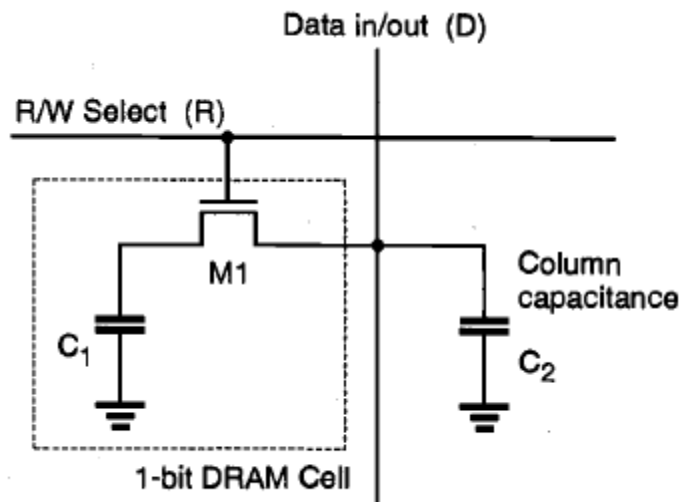 Data in/out (D)
R/W Select (R)
M1
Column
capacitance
C₁
C₂
1-bit DRAM Cell